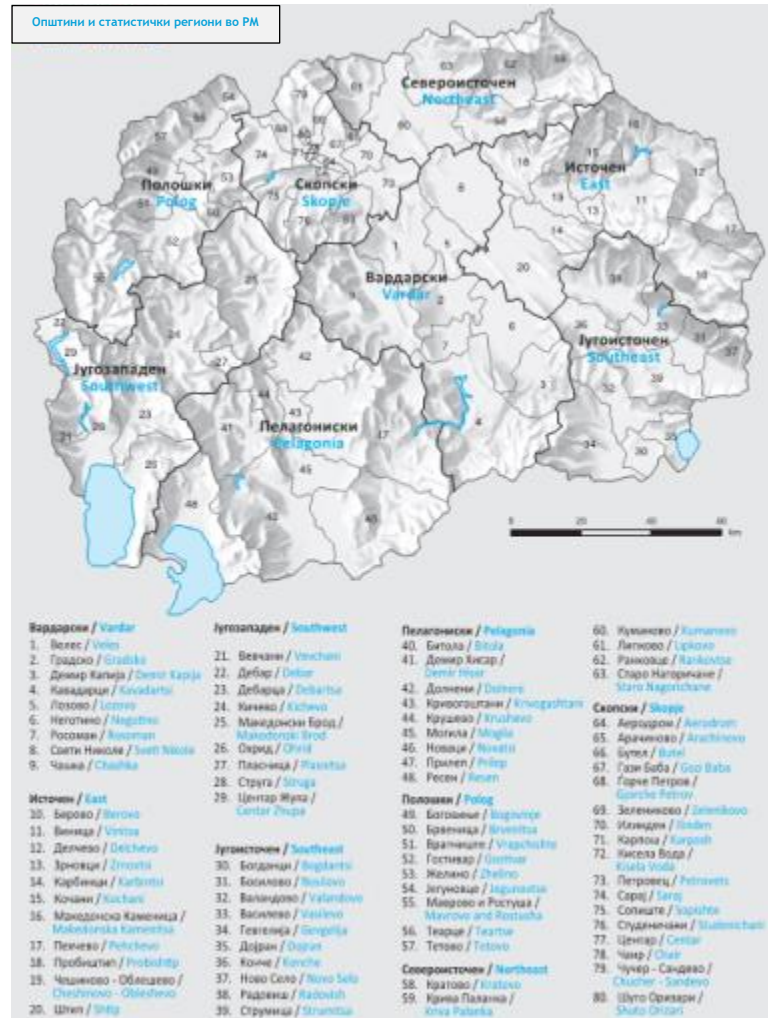 Општини и статистички региони во РМ
Североисточен
Northeast
Полошки
Polog
Скопски
Skopje
Источен
East
Вардарски
Vardar
Југозападен
Southwest
Југоисточен
Southeast
Пелагониски
Pelagonia
0 20 40 60
km
Вардарски / Vardar
1. Велес / Veles
2. Градско / Gradsko
3. Демир Капија / Demir Kapija
4. Кавадарци / Kavadartsi
5. Лозово / Lozovo
6. Неготино / Negotino
7. Росоман / Rosoman
8. Свети Николе / Sveti Nikole
9. Чашка / Chashka
Источен / East
10. Берово / Berovo
11. Виница / Vinitsa
12. Делчево / Delchevo
13. Зрновци / Zrnovtsi
14. Карбинци / Karbintsi
15. Кочани / Kochani
16. Македонска Каменица /
Makedonska Kamenitsa
17. Пехчево / Pehchevo
18. Пробиштип / Probishtip
19. Чешиново - Облешево /
Cheshinovo - Obleshevo
20. Штип / Shtip
Југозападен / Southwest
21. Вевчани / Vevchani
22. Дебар / Debar
23. Дебарца / Debartsa
24. Кичево / Kichevo
25. Македонски Брод /
Makedonski Brod
26. Охрид / Ohrid
27. Пласница / Plasnitsa
28. Струга / Struga
29. Центар Жупа /
Centar Zhupa
Југоисточен / Southeast
30. Богданци / Bogdantsi
31. Босилово / Bosilovo
32. Валандово / Valandovo
33. Василево / Vasilevo
34. Гевгелија / Gevgelija
35. Дојран / Dojran
36. Конче / Konche
37. Ново Село / Novo Selo
38. Радовиш / Radovish
39. Струмица / Strumitsa
Пелагониски / Pelagonia
40. Битола / Bitola
41. Демир Хисар /
Demir Hisar
42. Долнени / Dolneni
43. Кривогаштани / Krivogashtani
44. Крушево / Krushevo
45. Могила / Mogila
46. Новаци / Novatsi
47. Прилеп / Prilep
48. Ресен / Resen
Полошки / Polog
49. Боговиње / Bogovinje
50. Брвеница / Brvenitsa
51. Врапчиште / Vrapchishte
52. Гостивар / Gostivar
53. Желино / Zhelino
54. Јегуновце / Jegunovtse
55. Маврово и Ростуша /
Mavrovo and Rostusha
56. Теарце / Teartse
57. Тетово / Tetovo
Североисточен / Northeast
58. Кратово / Kratovo
59. Крива Паланка /
Kriva Palanka
60. Куманово / Kumanovo
61. Липково / Lipkovo
62. Ранковце / Rankovtse
63. Старо Нагоричане /
Staro Nagorichane
Скопски / Skopje
64. Аеродром / Aerodrom
65. Арачиново / Arachinovo
66. Бутел / Butel
67. Гази Баба / Gazi Baba
68. Ѓорче Петров /
Gjorche Petrov
69. Зелениково / Zelenikovo
70. Илинден / Ilinden
71. Карпош / Karposh
72. Кисела Вода /
Kisela Voda
73. Петровец / Petrovets
74. Сарај / Saraj
75. Сопиште / Sopishte
76. Студеничани / Studenichani
77. Центар / Centar
78. Чаир / Chair
79. Чучер - Сандево /
Chucher - Sandevo
80. Шуто Оризари /
Shuto Orizari